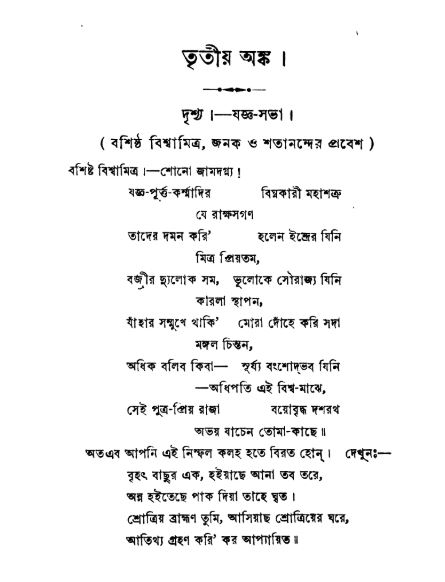 তৃতীয় অঙ্ক।
দৃশ্য।—যজ্ঞ-সভা।
( বশিষ্ঠ বিশ্বামিত্র, জনক ও শতানন্দের প্রবেশ )
বশিষ্ট বিশ্বামিত্র।—শোনো জামদগ্ন্য!
যজ্ঞ-পূর্ত্ত-কর্ম্মাদির বিঘ্নকারী মহাশত্রু
যে রাক্ষসগণ
তাদের দমন করি' হলেন ইন্দ্রের যিনি
মিত্র প্রিয়তম,
বজ্রীর দ্যুলোক সম, ভূলোকে সৌরাজ্য যিনি
কারলা স্থাপন,
যাঁহার সন্মুখে থাকি' মোরা দোঁহে করি সদা
মঙ্গল চিন্তন,
অধিক বলিব কিবা— সূর্য্য বংশোদ্ভব যিনি
—অধিপতি এই বিশ্ব-মাঝে,
সেই পুত্র-প্রিয় রাজা বয়োবৃদ্ধ দশরথ
অভয় যাচেন তোমা-কাছে॥
অতএব আপনি এই নিস্ফল কলহ হতে বিরত হোন্। দেখুনঃ—
বৃহৎ বাছুর এক, হইয়াছে আনা তব তরে,
অন্ন হইতেছে পাক দিয়া তাহে ঘৃত।
শ্রোত্রিয় ব্রাহ্মণ তুমি, আসিয়াছ শ্রোত্রিয়ের ঘরে,
আতিথ্য গ্রহণ করি' কর আপ্যায়িত॥